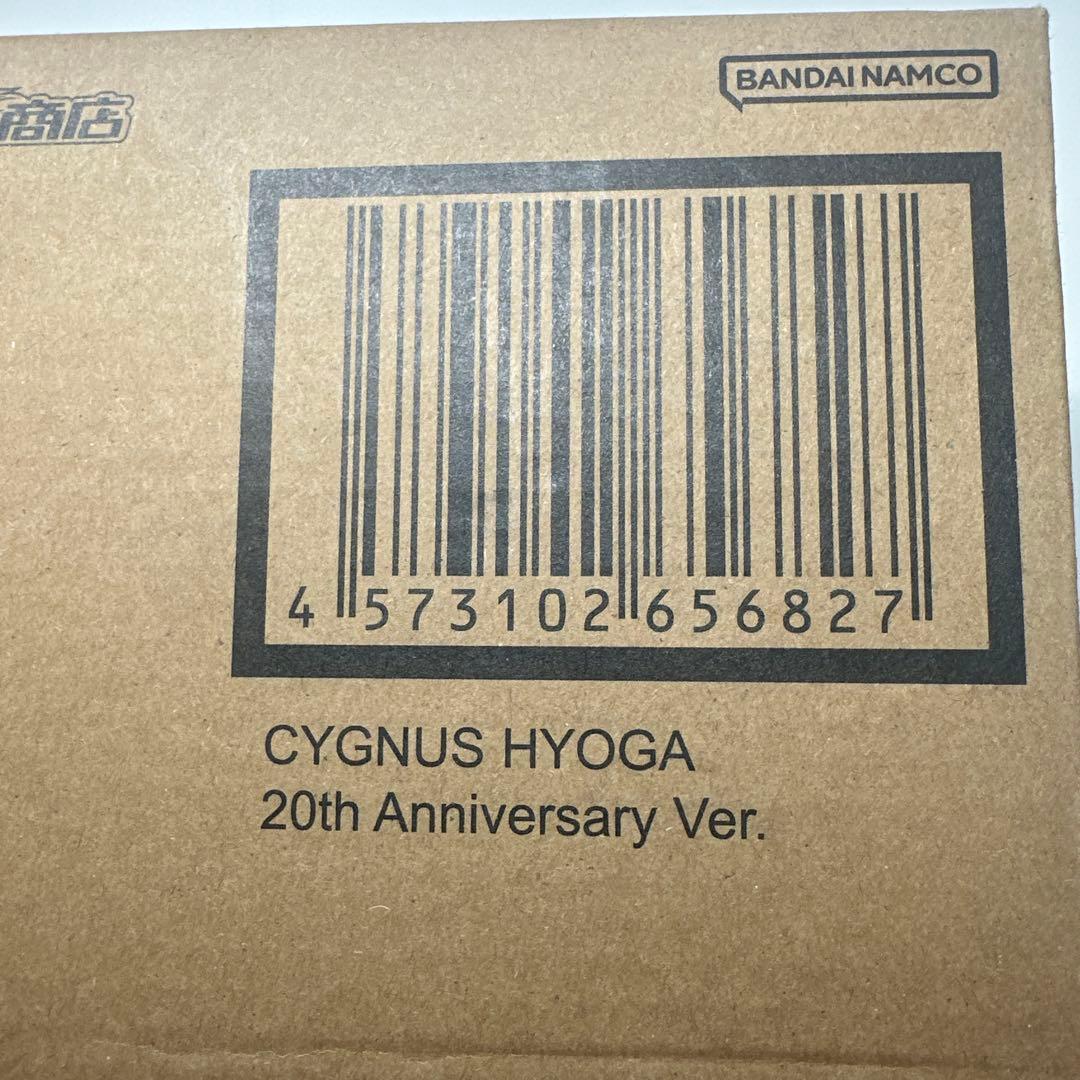 BANDAI NAMCO
商店
4 573102 656827
CYGNUS HYOGA
20th Anniversary Ver.